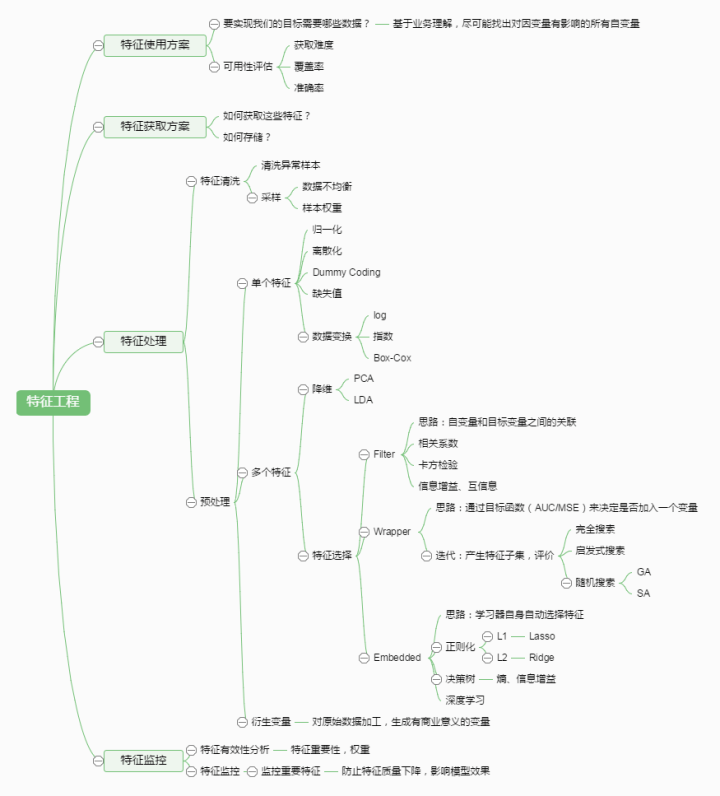 特征工程
特征使用方案
要实现我们的目标需要哪些数据？
基于业务理解，尽可能找出对因变量有影响的所有自变量
可用性评估
获取难度
覆盖率
准确率
特征获取方案
如何获取这些特征？
如何存储？
特征处理
特征清洗
清洗异常样本
采样
数据不均衡
样本权重
预处理
单个特征
归一化
离散化
Dummy Coding
缺失值
数据变换
log
指数
Box-Cox
多个特征
降维
PCA
LDA
特征选择
Filter
思路：自变量和目标变量之间的关联
相关系数
卡方检验
信息增益、互信息
Wrapper
思路：通过目标函数（AUC/MSE）来决定是否加入一个变量
迭代：产生特征子集，评价
完全搜索
启发式搜索
随机搜索
GA
SA
Embedded
思路：学习器自身自动选择特征
正则化
L1
Lasso
L2
Ridge
决策树
熵、信息增益
深度学习
衍生变量
对原始数据加工，生成有商业意义的变量
特征监控
特征有效性分析
特征重要性，权重
特征监控
监控重要特征
防止特征质量下降，影响模型效果